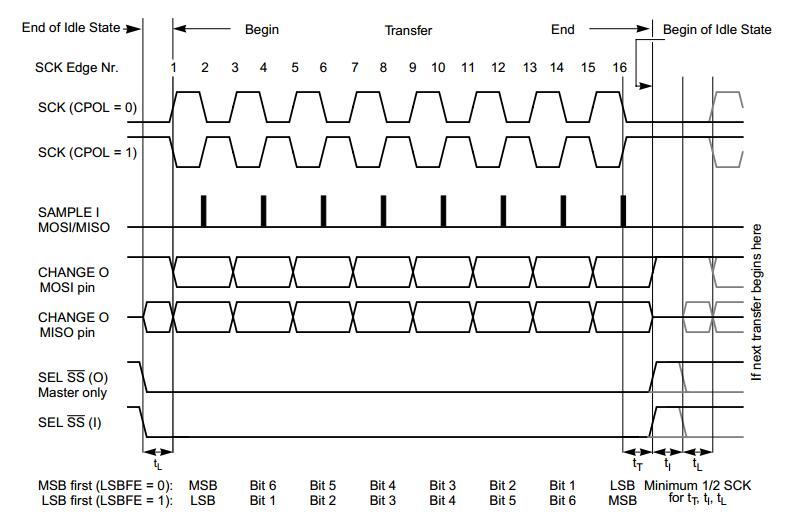 End of Idle State Begin Transfer End Begin of Idle State
SCK Edge Nr. 1 2 3 4 5 6 7 8 9 10 11 12 13 14 15 16
SCK (CPOL = 0)
SCK (CPOL = 1)
SAMPLE I
MOSI/MISO
CHANGE O
MOSI pin
CHANGE O
MISO pin
SEL SS (O)
Master only
SEL SS (I)
If next transfer begins here
tL tT tI tL
MSB first (LSBFE = 0): MSB Bit 6 Bit 5 Bit 4 Bit 3 Bit 2 Bit 1 LSB Minimum 1/2 SCK
LSB first (LSBFE = 1): LSB Bit 1 Bit 2 Bit 3 Bit 4 Bit 5 Bit 6 MSB for tT, tI, tL